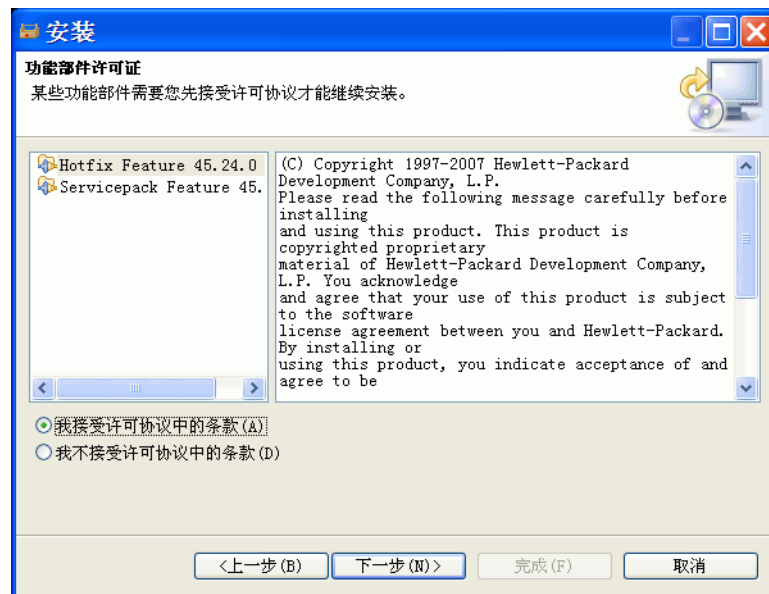 安装
功能部件许可证
某些功能部件需要您先接受许可协议才能继续安装。
Hotfix Feature 45.24.0
Servicepack Feature 45.
(C) Copyright 1997-2007 Hewlett-Packard
Development Company, L.P.
Please read the following message carefully before
installing
and using this product. This product is
copyrighted proprietary
material of Hewlett-Packard Development Company,
L.P. You acknowledge
and agree that your use of this product is subject
to the software
license agreement between you and Hewlett-Packard.
By installing or
using this product, you indicate acceptance of and
agree to be
我接受许可协议中的条款(A)
我不接受许可协议中的条款(D)
<上一步(B)
下一步(N)>
完成(F)
取消